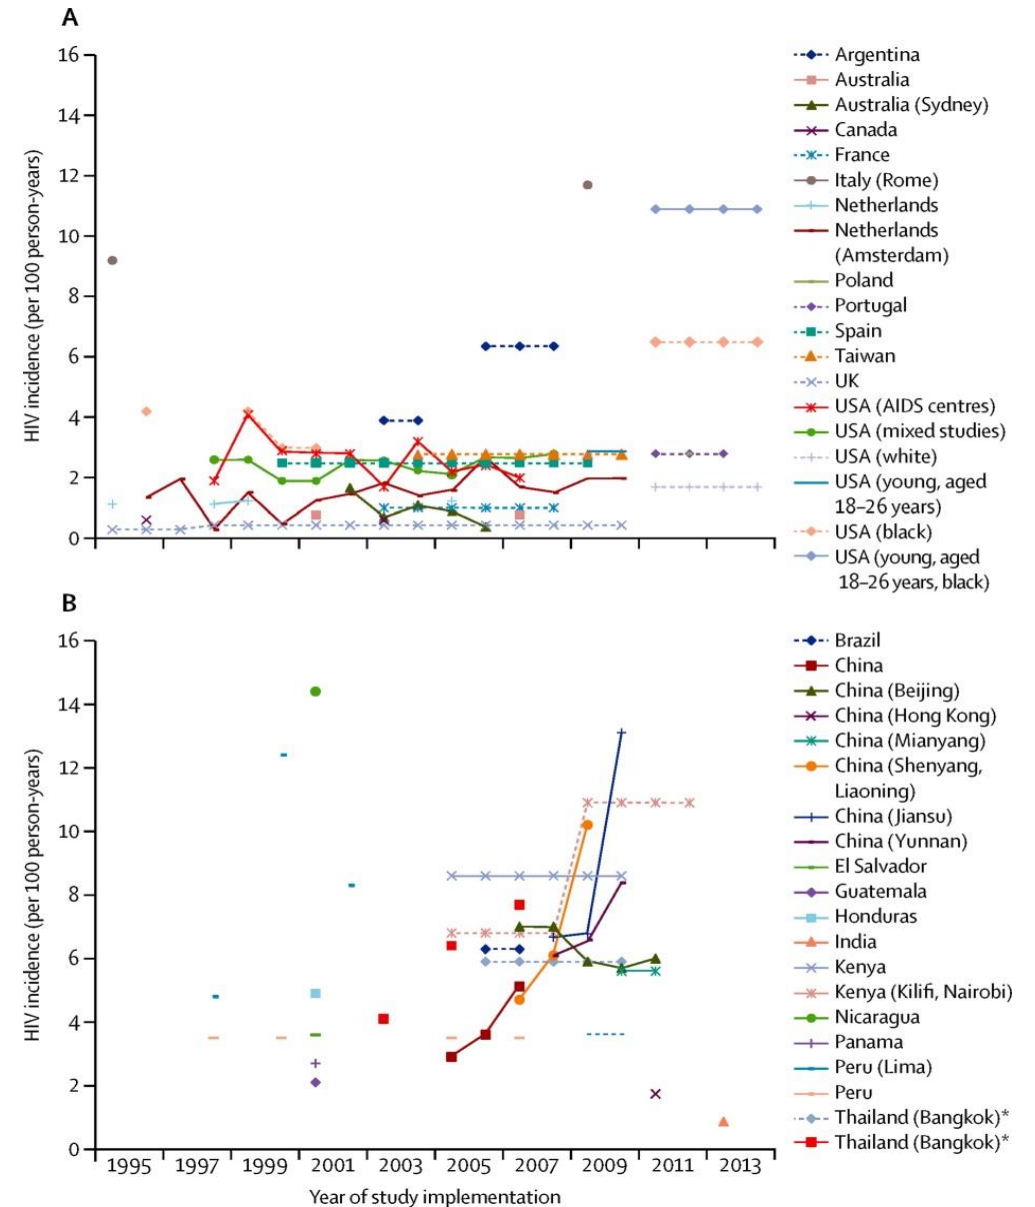 A
16
14
12
10
8
6
4
2
0
HIV incidence (per 100 person-years)
Argentina
Australia
Australia (Sydney)
Canada
France
Italy (Rome)
Netherlands
Netherlands
(Amsterdam)
Poland
Portugal
Spain
Taiwan
UK
USA (AIDS centres)
USA (mixed studies)
USA (white)
USA (young, aged
18–26 years)
USA (black)
USA (young, aged
18–26 years, black)
B
16
14
12
10
8
6
4
2
0
HIV incidence (per 100 person-years)
1995 1997 1999 2001 2003 2005 2007 2009 2011 2013
Year of study implementation
Brazil
China
China (Beijing)
China (Hong Kong)
China (Mianyang)
China (Shenyang,
Liaoning)
China (Jiansu)
China (Yunnan)
El Salvador
Guatemala
Honduras
India
Kenya
Kenya (Kilifi, Nairobi)
Nicaragua
Panama
Peru (Lima)
Peru
Thailand (Bangkok)*
Thailand (Bangkok)*